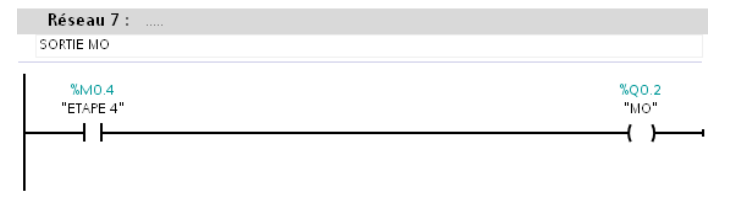 Réseau 7 : .....
SORTIE MO
%M0.4 %Q0.2
"ETAPE 4" "MO"